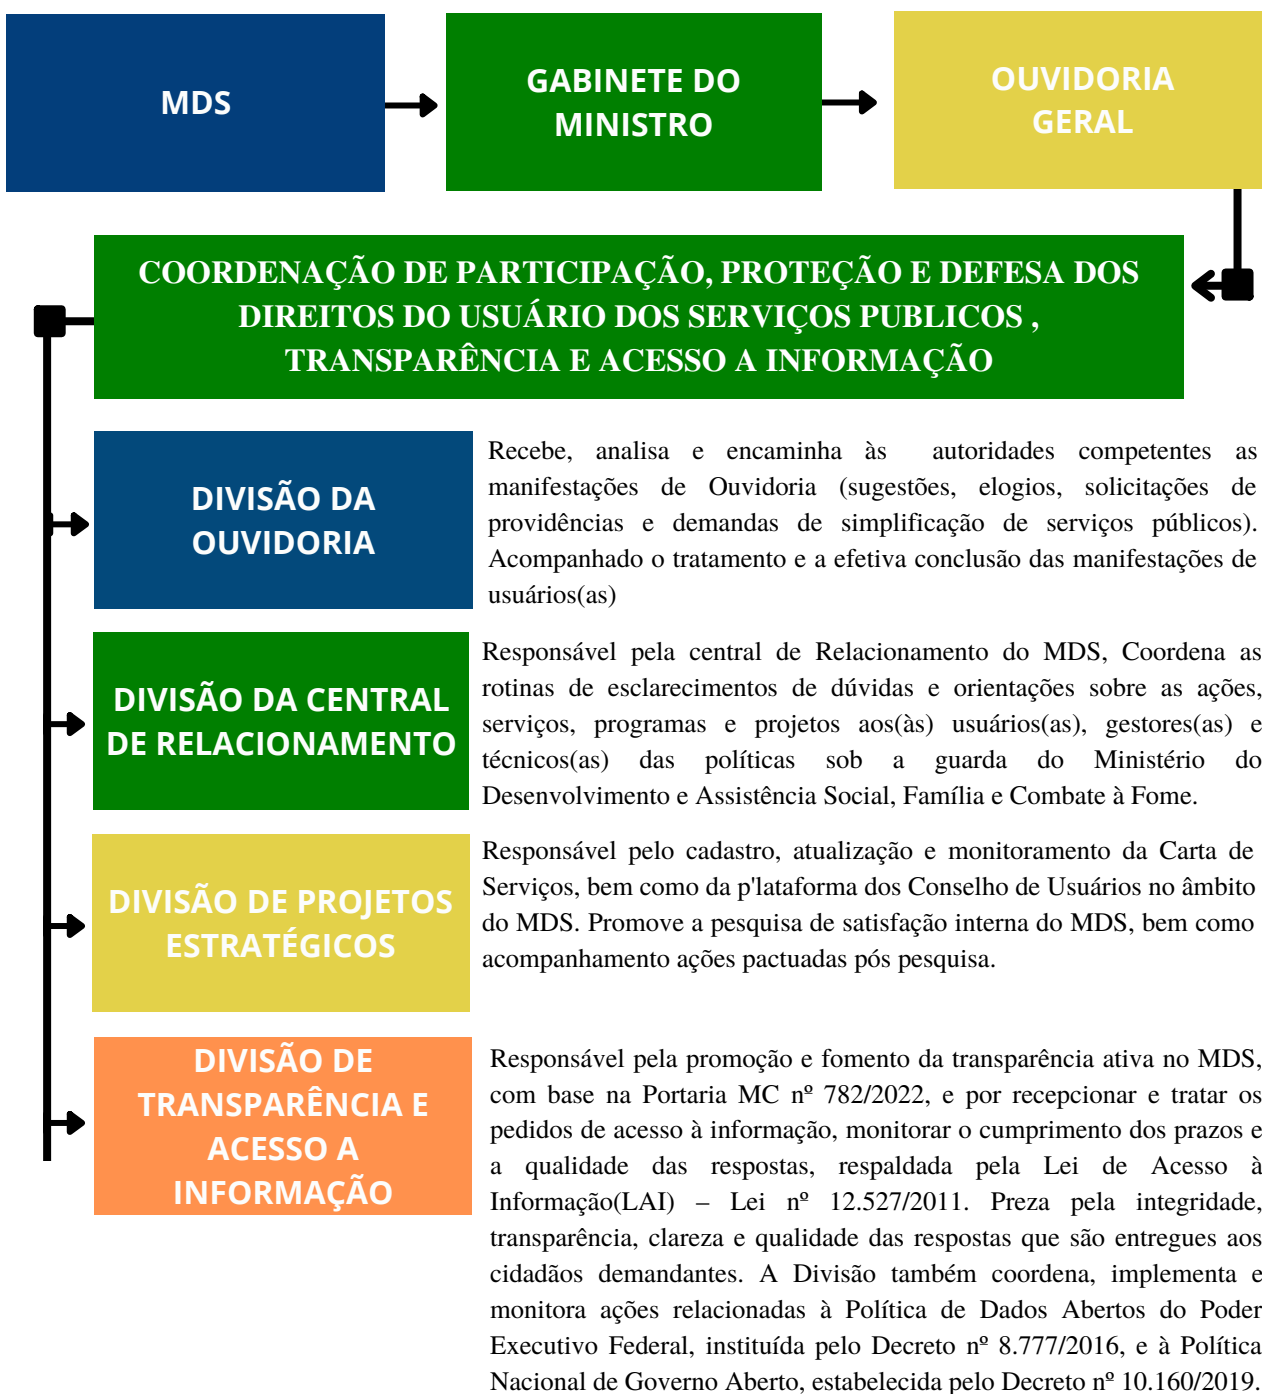 MDS
GABINETE DO
MINISTRO
OUVIDORIA
GERAL
COORDENAÇÃO DE PARTICIPAÇÃO, PROTEÇÃO E DEFESA DOS
DIREITOS DO USUÁRIO DOS SERVIÇOS PUBLICOS ,
TRANSPARÊNCIA E ACESSO A INFORMAÇÃO
DIVISÃO DA
OUVIDORIA
Recebe, analisa e encaminha às autoridades competentes as
manifestações de Ouvidoria (sugestões, elogios, solicitações de
providências e demandas de simplificação de serviços públicos).
Acompanhado o tratamento e a efetiva conclusão das manifestações de
usuários(as)
DIVISÃO DA CENTRAL
DE RELACIONAMENTO
Responsável pela central de Relacionamento do MDS, Coordena as
rotinas de esclarecimentos de dúvidas e orientações sobre as ações,
serviços, programas e projetos aos(às) usuários(as), gestores(as) e
técnicos(as) das políticas sob a guarda do Ministério do
Desenvolvimento e Assistência Social, Família e Combate à Fome.
DIVISÃO DE PROJETOS
ESTRATÉGICOS
Responsável pelo cadastro, atualização e monitoramento da Carta de
Serviços, bem como da p'lataforma dos Conselho de Usuários no âmbito
do MDS. Promove a pesquisa de satisfação interna do MDS, bem como
acompanhamento ações pactuadas pós pesquisa.
DIVISÃO DE
TRANSPARÊNCIA E
ACESSO A
INFORMAÇÃO
Responsável pela promoção e fomento da transparência ativa no MDS,
com base na Portaria MC nº 782/2022, e por recepcionar e tratar os
pedidos de acesso à informação, monitorar o cumprimento dos prazos e
a qualidade das respostas, respaldada pela Lei de Acesso à
Informação(LAI) – Lei nº 12.527/2011. Preza pela integridade,
transparência, clareza e qualidade das respostas que são entregues aos
cidadãos demandantes. A Divisão também coordena, implementa e
monitora ações relacionadas à Política de Dados Abertos do Poder
Executivo Federal, instituída pelo Decreto nº 8.777/2016, e à Política
Nacional de Governo Aberto, estabelecida pelo Decreto nº 10.160/2019.